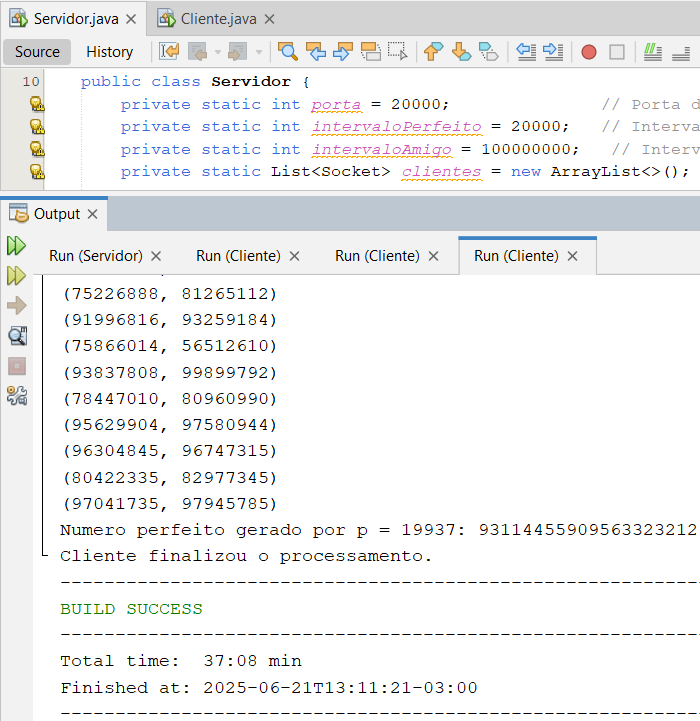 Servidor.java
Cliente.java
Source
History
10
public class Servidor {
private static int porta = 20000; // Porta d
private static int intervaloPerfeito = 20000; // Interva
private static int intervaloAmigo = 100000000; // Interv
private static List<Socket> clientes = new ArrayList<>();
Output
Run (Servidor)
Run (Cliente)
Run (Cliente)
Run (Cliente)
(75226888, 81265112)
(91996816, 93259184)
(75866014, 56512610)
(93837808, 99899792)
(78447010, 80960990)
(95629904, 97580944)
(96304845, 96747315)
(80422335, 82977345)
(97041735, 97945785)
Numero perfeito gerado por p = 19937: 93114455909563323212
Cliente finalizou o processamento.
------------------------------------------------------------
BUILD SUCCESS
------------------------------------------------------------
Total time: 37:08 min
Finished at: 2025-06-21T13:11:21-03:00
------------------------------------------------------------